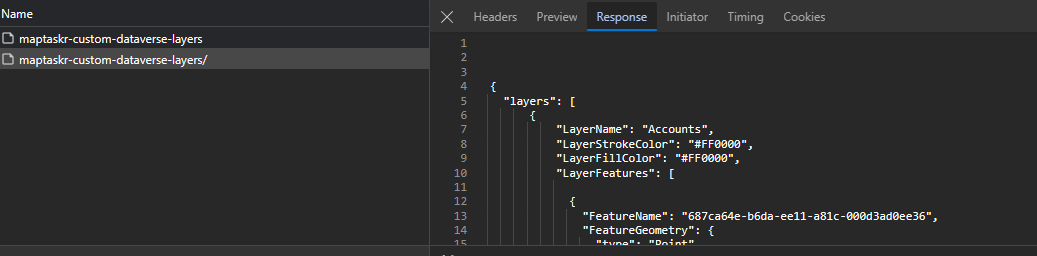 Name
Headers Preview Response Initiator Timing Cookies
maptaskr-custom-dataverse-layers
maptaskr-custom-dataverse-layers/
1
2
3
4 {
5 "layers": [
6 {
7 "LayerName": "Accounts",
8 "LayerStrokeColor": "#FF0000",
9 "LayerFillColor": "#FF0000",
10 "LayerFeatures": [
11
12 {
13 "FeatureName": "687ca64e-b6da-ee11-a81c-000d3ad0ee36",
14 "FeatureGeometry": {
15 "type": "Point"